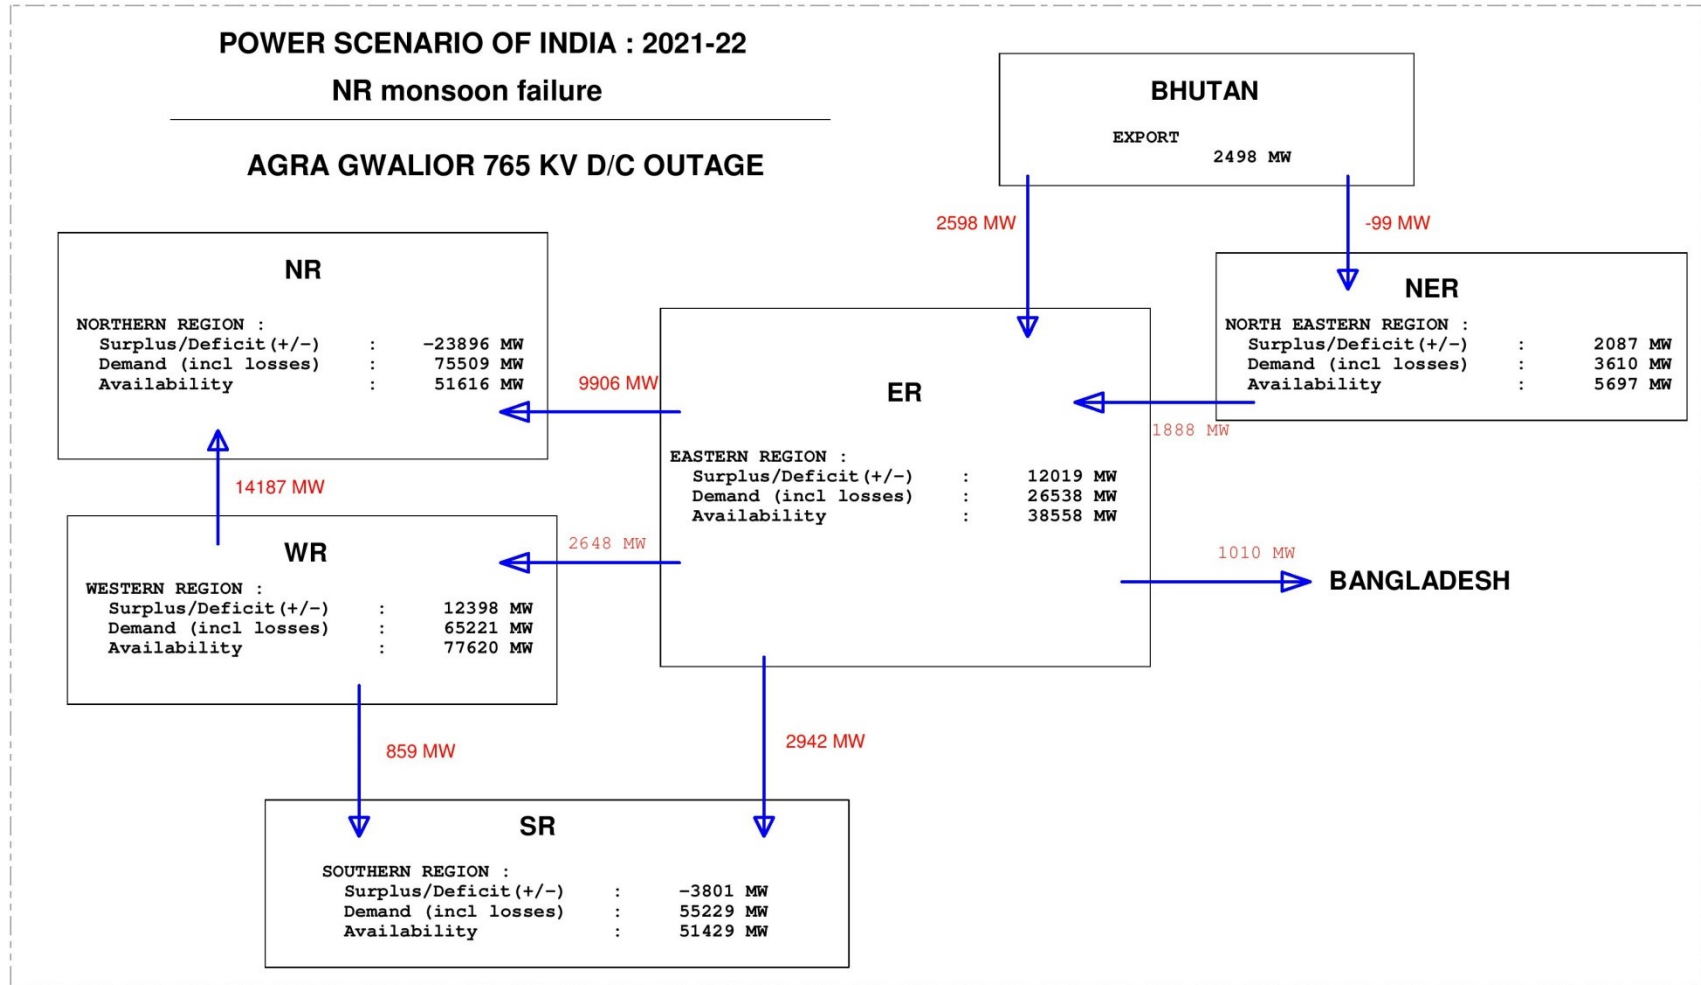 POWER SCENARIO OF INDIA : 2021-22
NR monsoon failure
AGRA GWALIOR 765 KV D/C OUTAGE
BHUTAN
EXPORT
2498 MW
2598 MW
-99 MW
NR
NORTHERN REGION :
Surplus/Deficit(+/-) : -23896 MW
Demand (incl losses) : 75509 MW
Availability : 51616 MW
9906 MW
14187 MW
ER
EASTERN REGION :
Surplus/Deficit(+/-) : 12019 MW
Demand (incl losses) : 26538 MW
Availability : 38558 MW
NER
NORTH EASTERN REGION :
Surplus/Deficit(+/-) : 2087 MW
Demand (incl losses) : 3610 MW
Availability : 5697 MW
1888 MW
WR
WESTERN REGION :
Surplus/Deficit(+/-) : 12398 MW
Demand (incl losses) : 65221 MW
Availability : 77620 MW
2648 MW
1010 MW
BANGLADESH
859 MW
2942 MW
SR
SOUTHERN REGION :
Surplus/Deficit(+/-) : -3801 MW
Demand (incl losses) : 55229 MW
Availability : 51429 MW